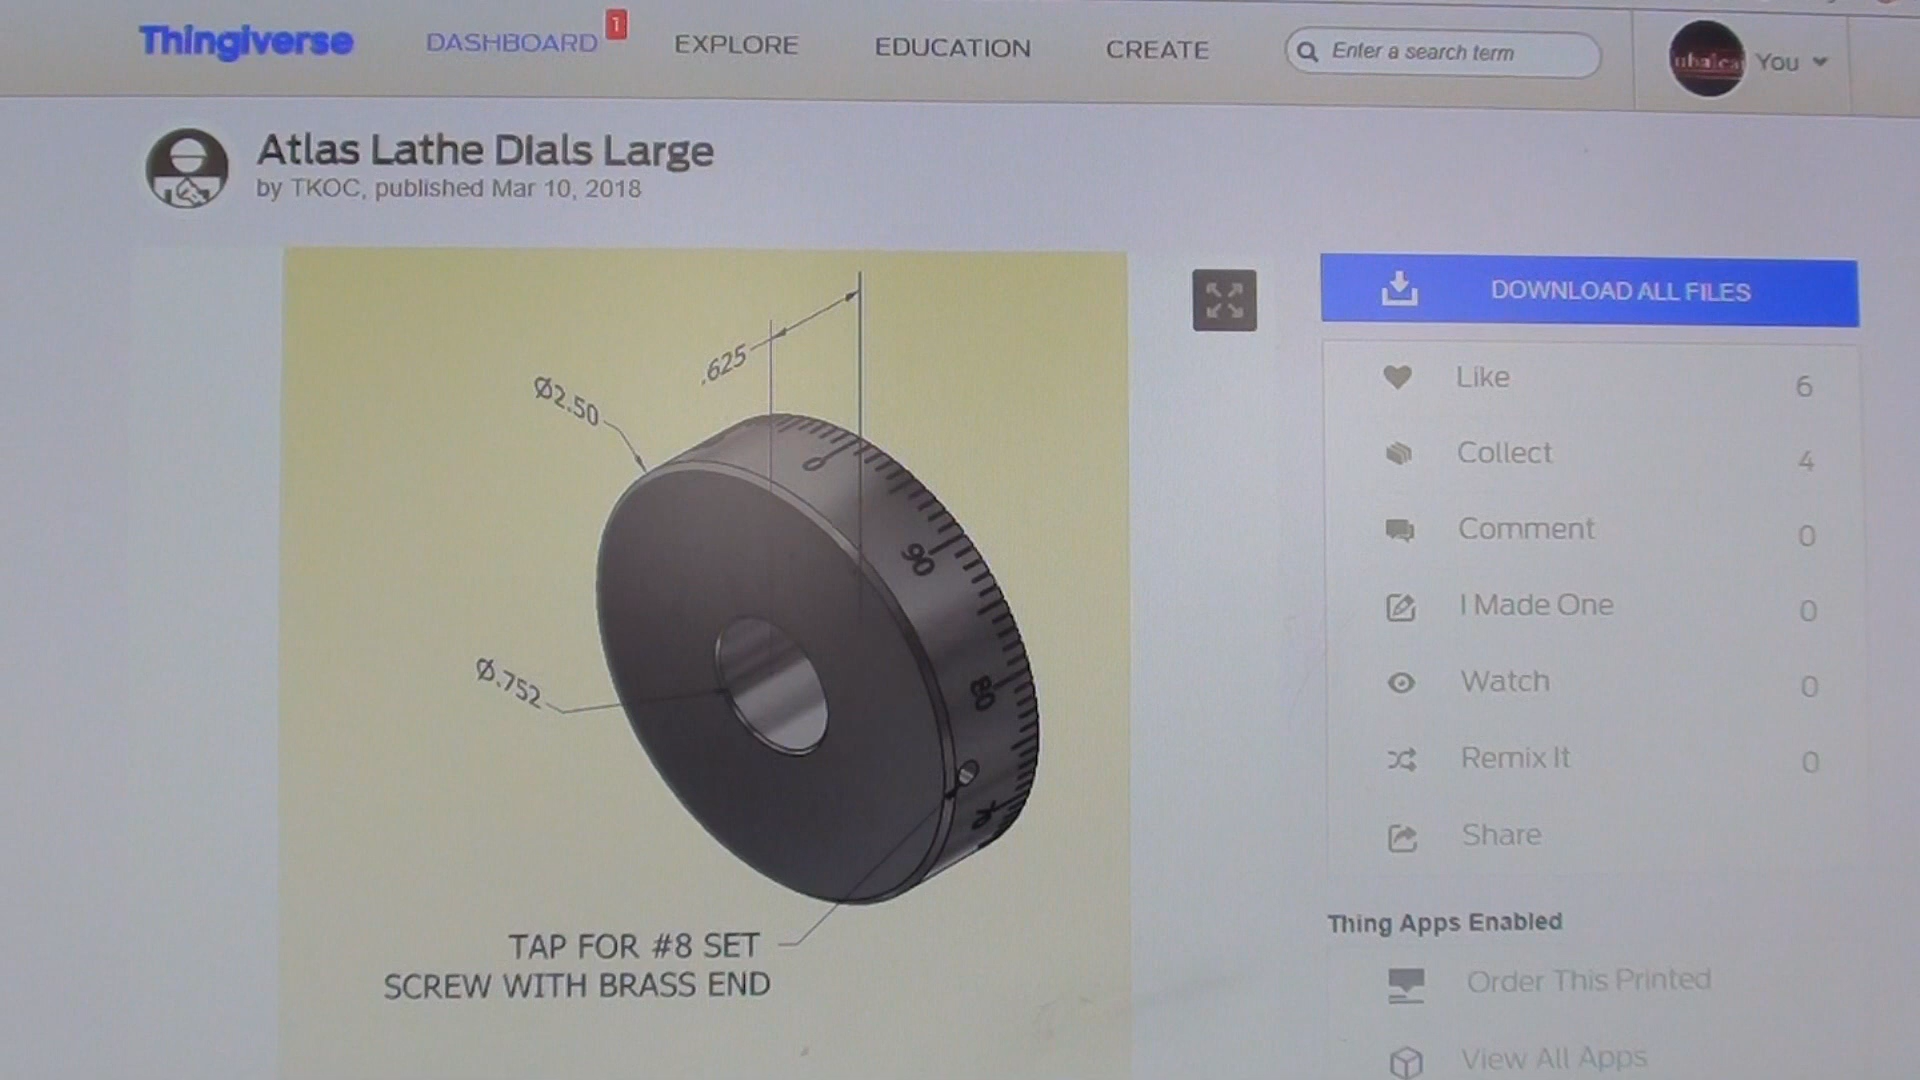 Thingiverse
DASHBOARD
1
EXPLORE
EDUCATION
CREATE
Enter a search term
You
Atlas Lathe Dials Large
by TKOC, published Mar 10, 2018
DOWNLOAD ALL FILES
Like 6
Collect 4
Comment 0
I Made One 0
Watch 0
Remix It 0
Share
Thing Apps Enabled
Order This Printed
View All Apps
.625
Ø2.50
0
90
80
70
Ø.752
TAP FOR #8 SET
SCREW WITH BRASS END